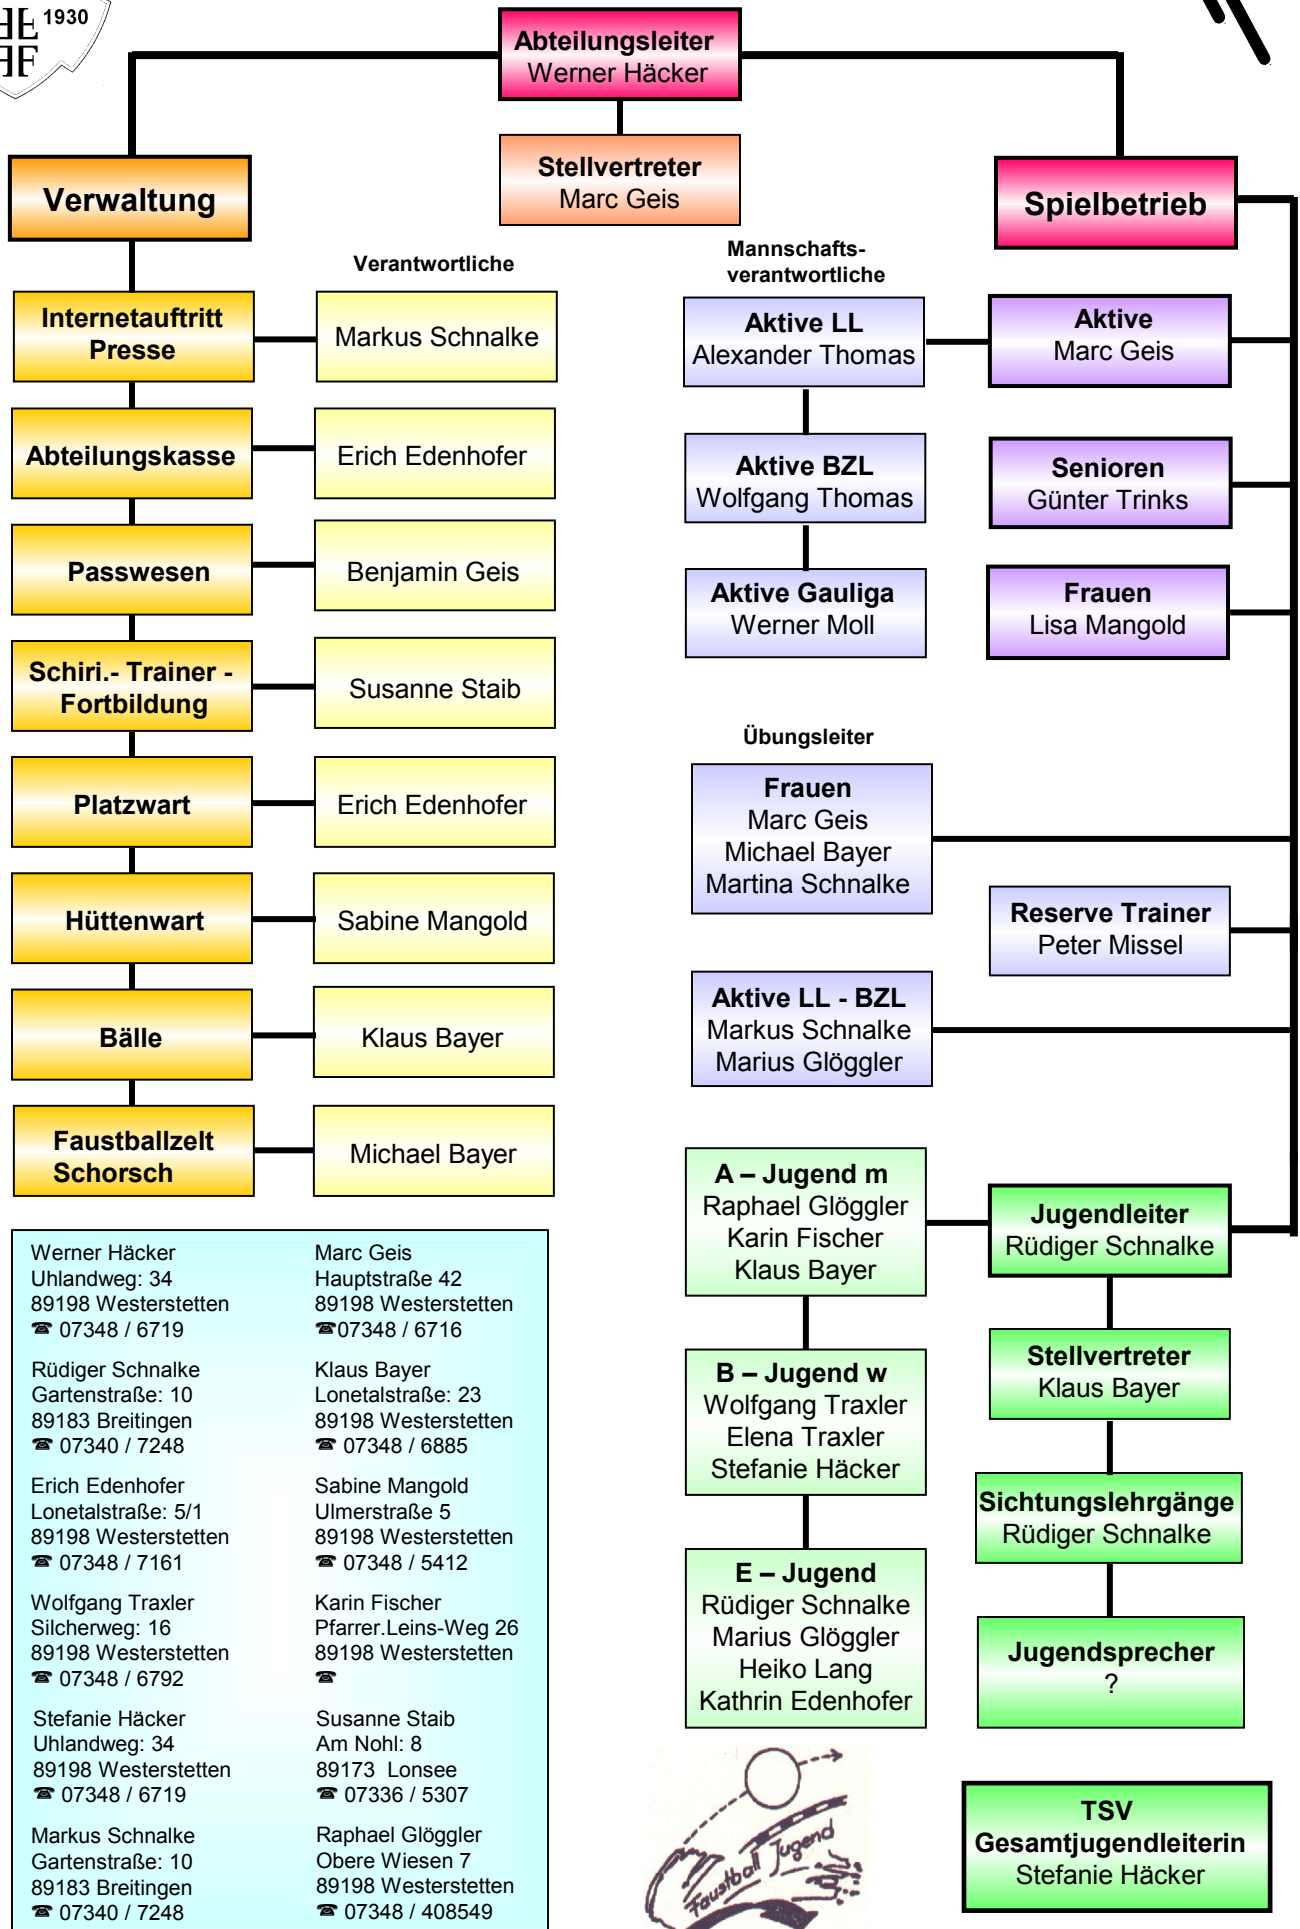 1930
Abteilungsleiter
Werner Häcker
Stellvertreter
Marc Geis
Verwaltung
Spielbetrieb
Verantwortliche
Internetauftritt
Presse
Markus Schnalke
Abteilungskasse
Erich Edenhofer
Passwesen
Benjamin Geis
Schiri.- Trainer -
Fortbildung
Susanne Staib
Platzwart
Erich Edenhofer
Hüttenwart
Sabine Mangold
Bälle
Klaus Bayer
Faustballzelt
Schorsch
Michael Bayer
Mannschafts-
verantwortliche
Aktive LL
Alexander Thomas
Aktive BZL
Wolfgang Thomas
Aktive Gauliga
Werner Moll
Aktive
Marc Geis
Senioren
Günter Trinks
Frauen
Lisa Mangold
Übungsleiter
Frauen
Marc Geis
Michael Bayer
Martina Schnalke
Reserve Trainer
Peter Missel
Aktive LL - BZL
Markus Schnalke
Marius Glöggler
A – Jugend m
Raphael Glöggler
Karin Fischer
Klaus Bayer
B – Jugend w
Wolfgang Traxler
Elena Traxler
Stefanie Häcker
E – Jugend
Rüdiger Schnalke
Marius Glöggler
Heiko Lang
Kathrin Edenhofer
Jugendleiter
Rüdiger Schnalke
Stellvertreter
Klaus Bayer
Sichtungslehrgänge
Rüdiger Schnalke
Jugendsprecher
?
TSV
Gesamtjugendleiterin
Stefanie Häcker
Werner Häcker
Uhlandweg: 34
89198 Westerstetten
☎ 07348 / 6719
Marc Geis
Hauptstraße 42
89198 Westerstetten
☎07348 / 6716
Rüdiger Schnalke
Gartenstraße: 10
89183 Breitingen
☎ 07340 / 7248
Klaus Bayer
Lonetalstraße: 23
89198 Westerstetten
☎ 07348 / 6885
Erich Edenhofer
Lonetalstraße: 5/1
89198 Westerstetten
☎ 07348 / 7161
Sabine Mangold
Ulmerstraße 5
89198 Westerstetten
☎ 07348 / 5412
Wolfgang Traxler
Silcherweg: 16
89198 Westerstetten
☎ 07348 / 6792
Karin Fischer
Pfarrer.Leins-Weg 26
89198 Westerstetten
☎
Stefanie Häcker
Uhlandweg: 34
89198 Westerstetten
☎ 07348 / 6719
Susanne Staib
Am Nohl: 8
89173 Lonsee
☎ 07336 / 5307
Markus Schnalke
Gartenstraße: 10
89183 Breitingen
☎ 07340 / 7248
Raphael Glöggler
Obere Wiesen 7
89198 Westerstetten
☎ 07348 / 408549
Faustball Jugend